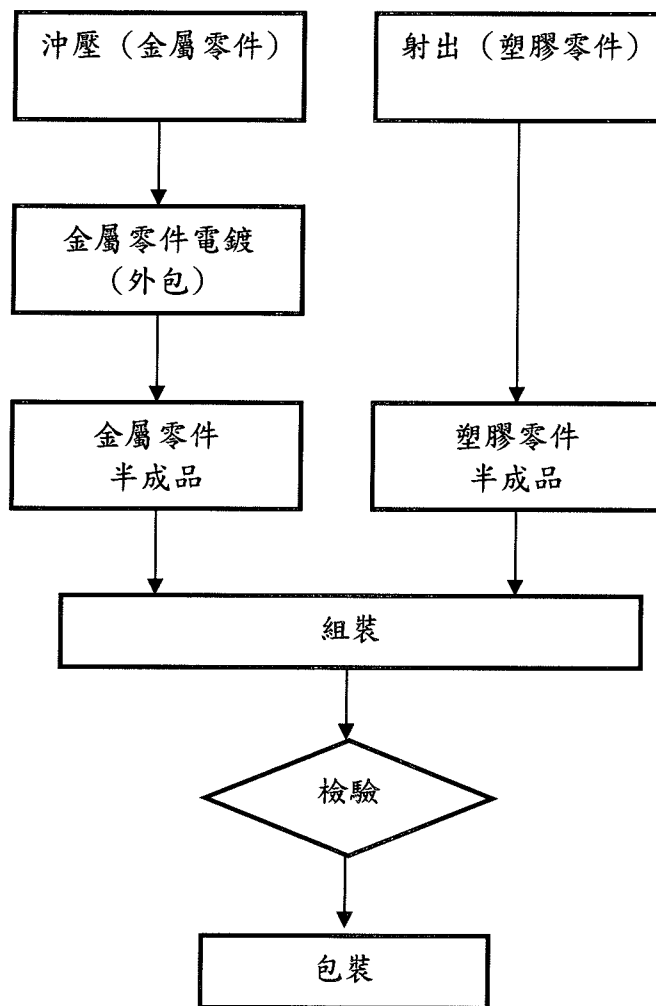 沖壓（金屬零件）
射出（塑膠零件）
金屬零件電鍍
（外包）
金屬零件
半成品
塑膠零件
半成品
組裝
檢驗
包裝